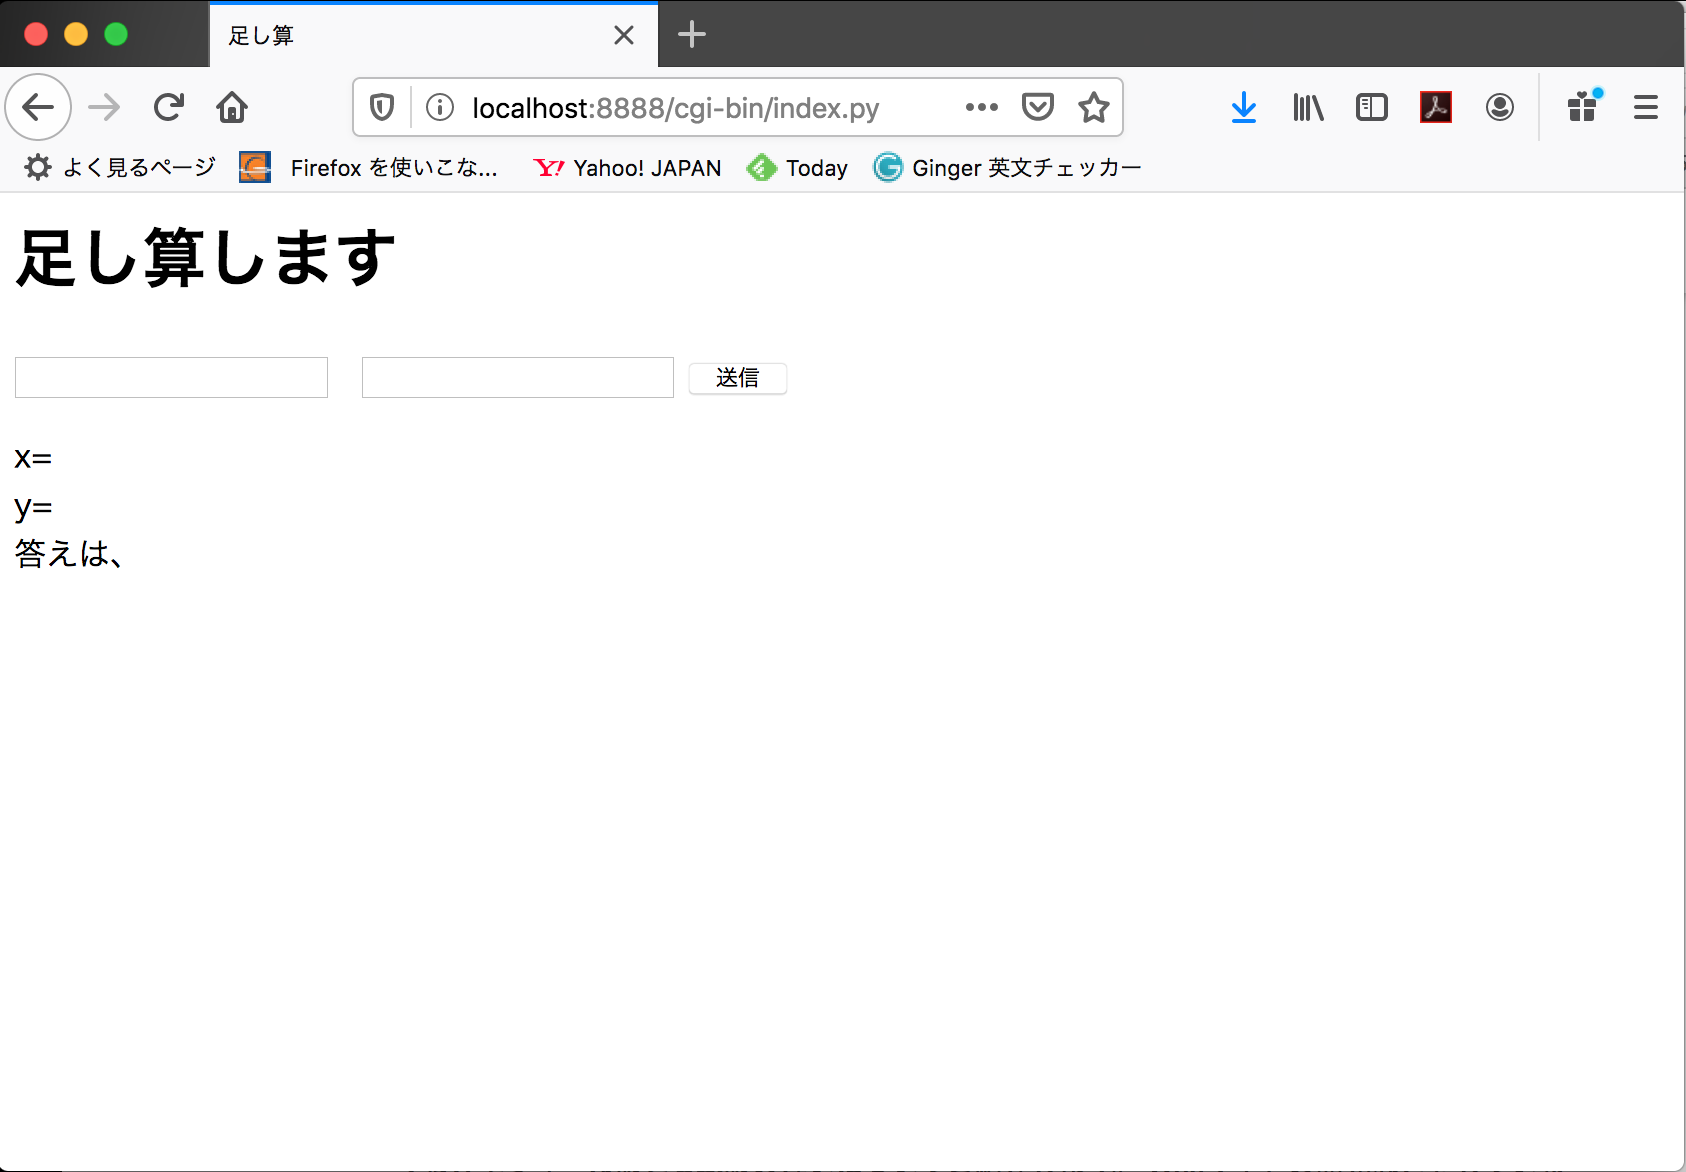 足し算
localhost:8888/cgi-bin/index.py
よく見るページ Firefox を使いこな... Yahoo! JAPAN Today Ginger 英文チェッカー
足し算します
送信
x=
y=
答えは、